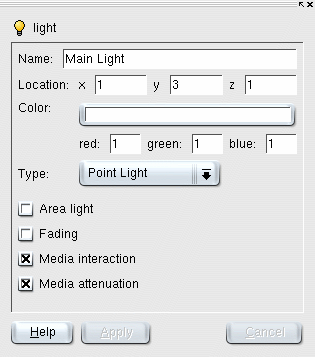 light
Name: Main Light
Location: x 1 y 3 z 1
Color:
red: 1 green: 1 blue: 1
Type: Point Light
Area light
Fading
Media interaction
Media attenuation
Help Apply Cancel